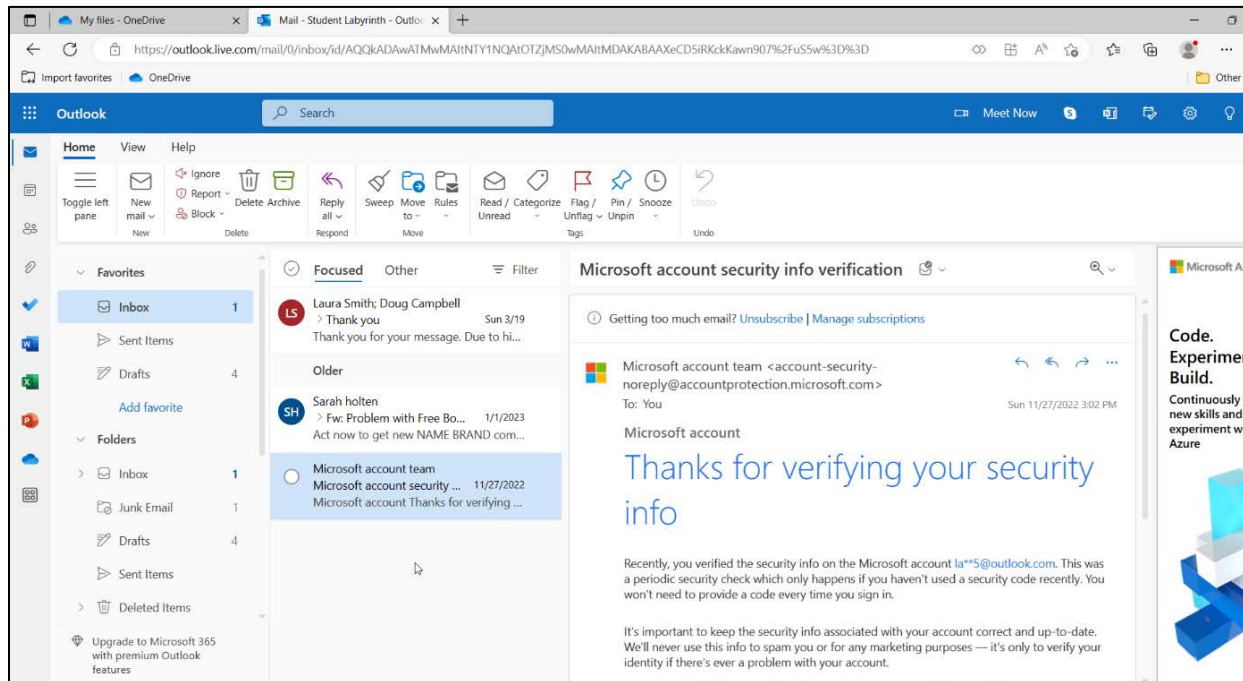 My files - OneDrive
Mail - Student Labyrinth - Outloo
https://outlook.live.com/mail/0/inbox/id/AQQkADAwATMwMAItNTY1NQAtOTZjMS0wMAItMDAKABAAXeCD5iRKckKawn907%2FuS5w%3D%3D
Import favorites OneDrive Other
Outlook Search Meet Now
Home View Help
Toggle left pane
New mail
Ignore
Report
Block
Delete Archive
Reply all
Sweep Move to Rules
Read / Unread
Categorize
Flag / Unflag
Pin / Unpin
Snooze
Undo
New Delete Respond Move Tags Undo
Favorites
Inbox 1
Sent Items
Drafts 4
Add favorite
Folders
Inbox 1
Junk Email 1
Drafts 4
Sent Items
Deleted Items
Upgrade to Microsoft 365
with premium Outlook
features
Focused Other Filter
LS
Laura Smith; Doug Campbell
Thank you Sun 3/19
Thank you for your message. Due to hi...
Older
SH
Sarah holten
Fw: Problem with Free Bo... 1/1/2023
Act now to get new NAME BRAND com...
Microsoft account team
Microsoft account security ... 11/27/2022
Microsoft account Thanks for verifying ...
Microsoft account security info verification
Getting too much email? Unsubscribe | Manage subscriptions
Microsoft account team <account-security-
noreply@accountprotection.microsoft.com>
To: You Sun 11/27/2022 3:02 PM
Microsoft account
Thanks for verifying your security
info
Recently, you verified the security info on the Microsoft account la**5@outlook.com. This was
a periodic security check which only happens if you haven't used a security code recently. You
won't need to provide a code every time you sign in.
It's important to keep the security info associated with your account correct and up-to-date.
We'll never use this info to spam you or for any marketing purposes — it's only to verify your
identity if there's ever a problem with your account.
Microsoft A
Code.
Experimen
Build.
Continuously
new skills and
experiment w
Azure